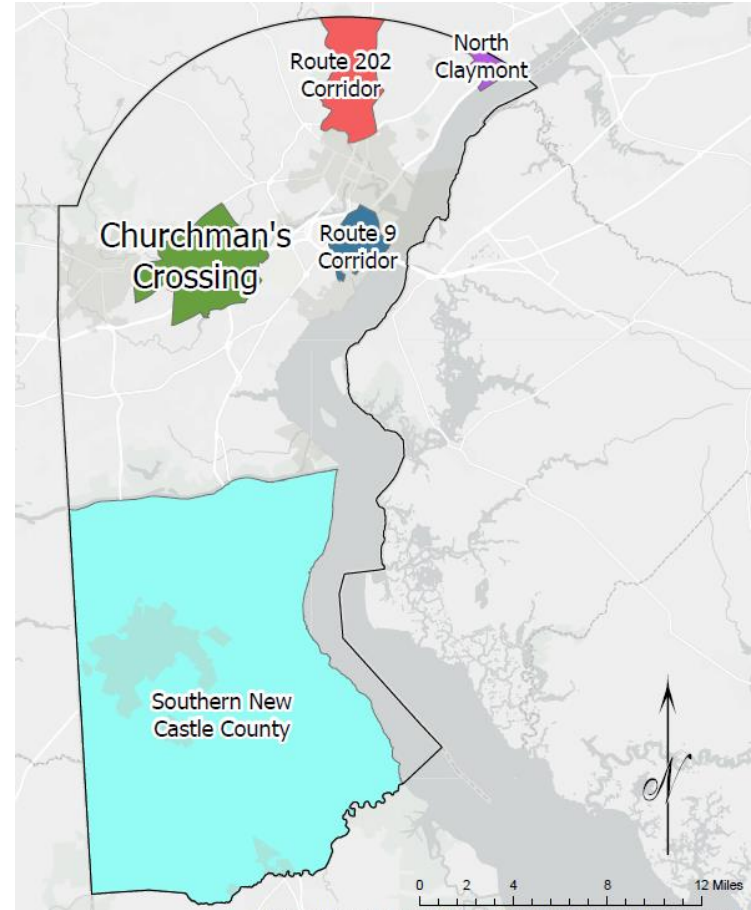 Route 202
Corridor
North
Claymont
Churchman's
Crossing
Route 9
Corridor
Southern New
Castle County
N
0 2 4 8 12 Miles